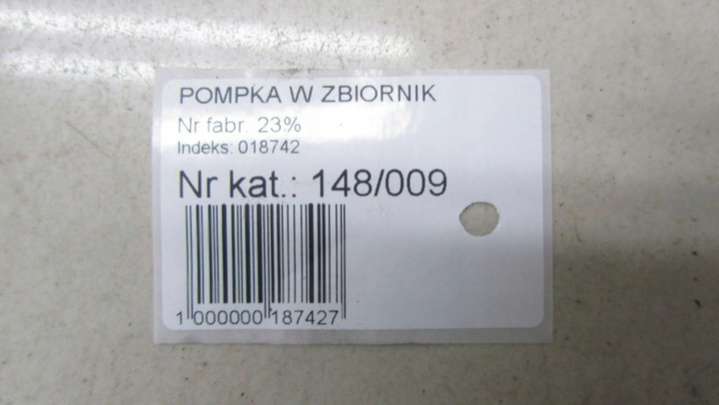 POMPKA W ZBIORNIK
Nr fabr. 23%
Indeks: 018742
Nr kat.: 148/009
1 000000 187427